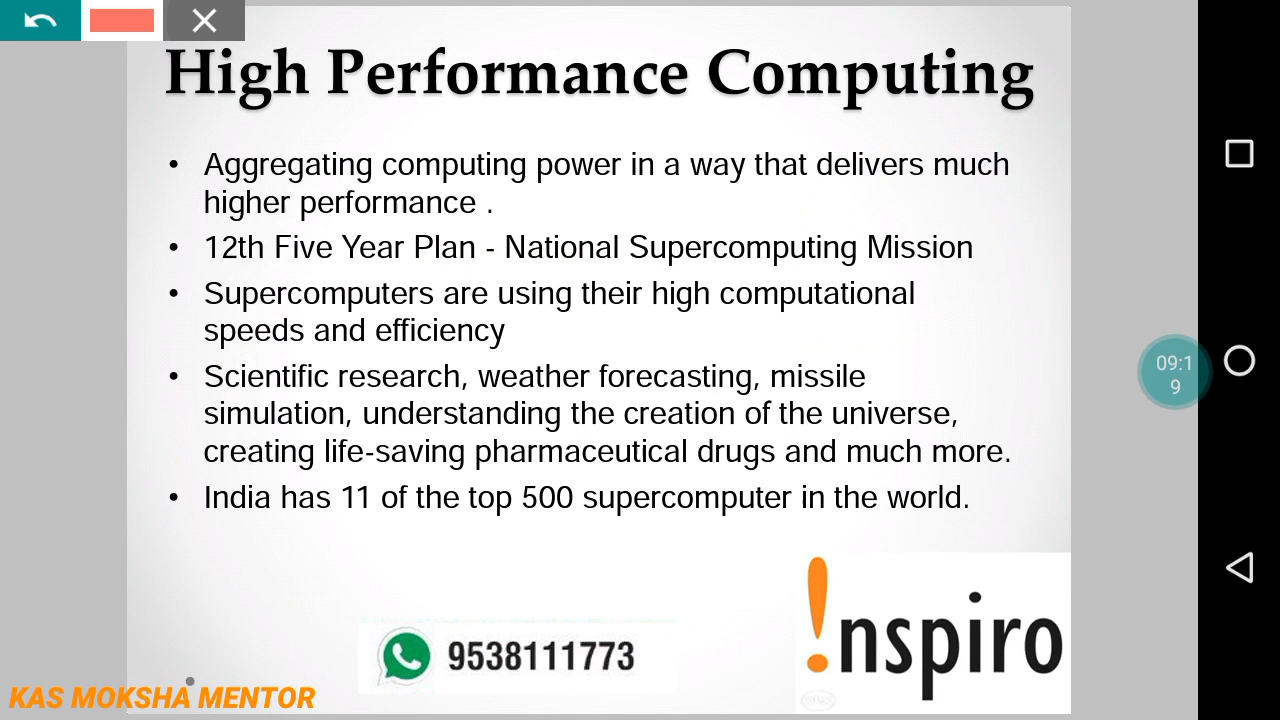 High Performance Computing
• Aggregating computing power in a way that delivers much
higher performance .
• 12th Five Year Plan - National Supercomputing Mission
• Supercomputers are using their high computational
speeds and efficiency
• Scientific research, weather forecasting, missile
simulation, understanding the creation of the universe,
creating life-saving pharmaceutical drugs and much more.
• India has 11 of the top 500 supercomputer in the world.
09:1
9
9538111773
!nspiro
KAS MOKSHA MENTOR